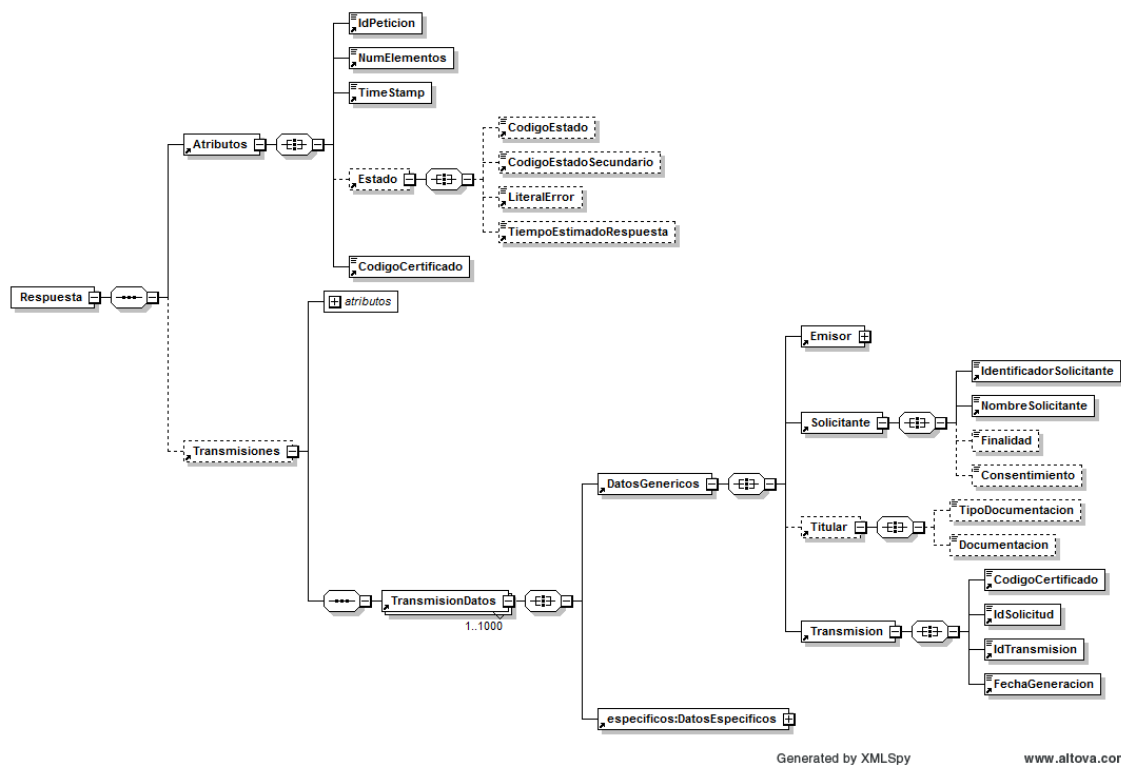 IdPeticion
NumElementos
TimeStamp
Atributos
CodigoEstado
CodigoEstadoSecundario
Estado
LiteralError
TiempoEstimadoRespuesta
CodigoCertificado
Respuesta
atributos
Emisor
IdentificadorSolicitante
NombreSolicitante
Solicitante
Finalidad
Consentimiento
Transmisiones
DatosGenericos
TipoDocumentacion
Titular
Documentacion
CodigoCertificado
TransmisionDatos
1..1000
IdSolicitud
Transmision
IdTransmision
FechaGeneracion
especificos:DatosEspecificos
Generated by XMLSpy
www.altova.com